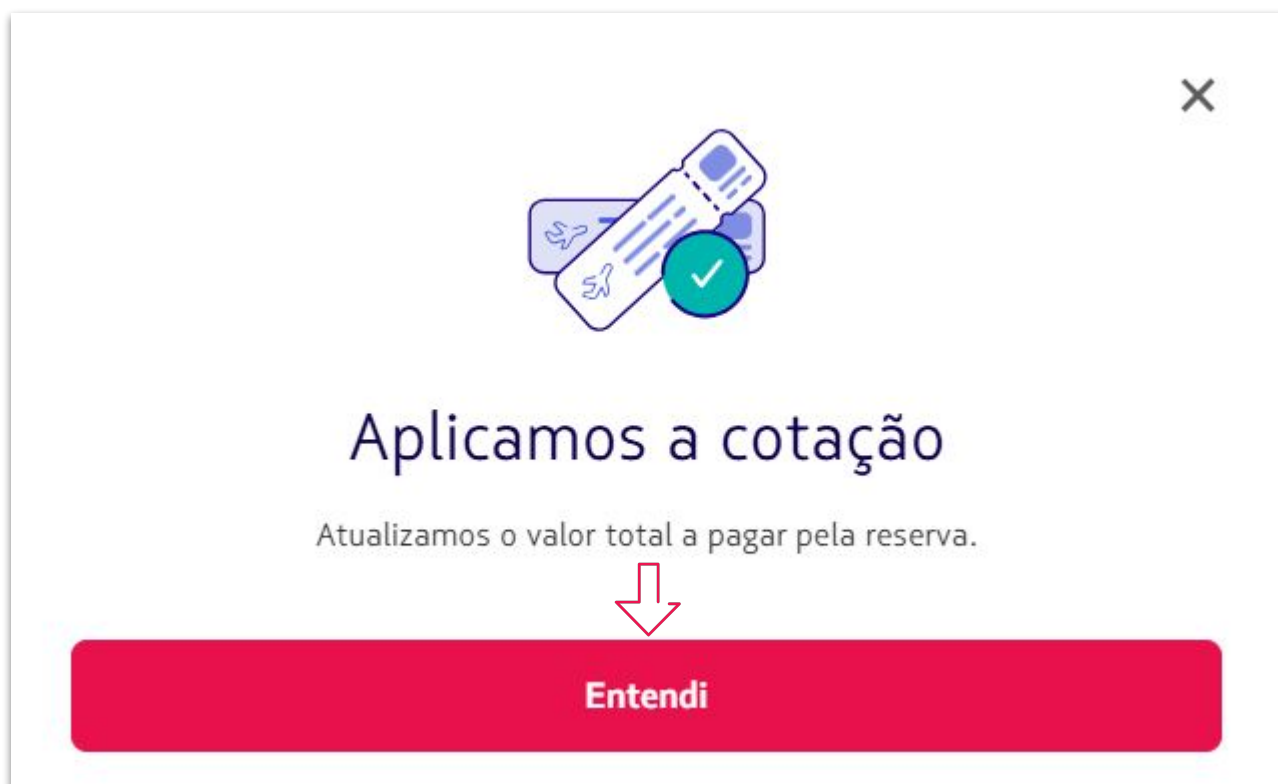 Aplicamos a cotação
Atualizamos o valor total a pagar pela reserva.
Entendi